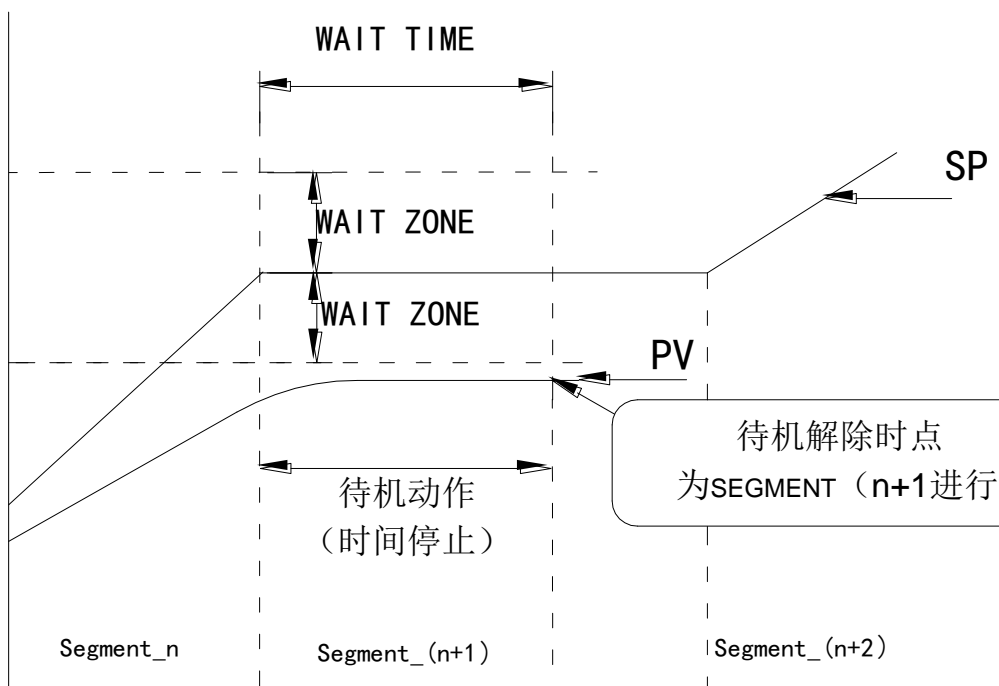 WAIT TIME
SP
WAIT ZONE
WAIT ZONE
PV
待机解除时点
为SEGMENT（n+1进行
待机动作
（时间停止）
Segment_n
Segment_(n+1)
Segment_(n+2)